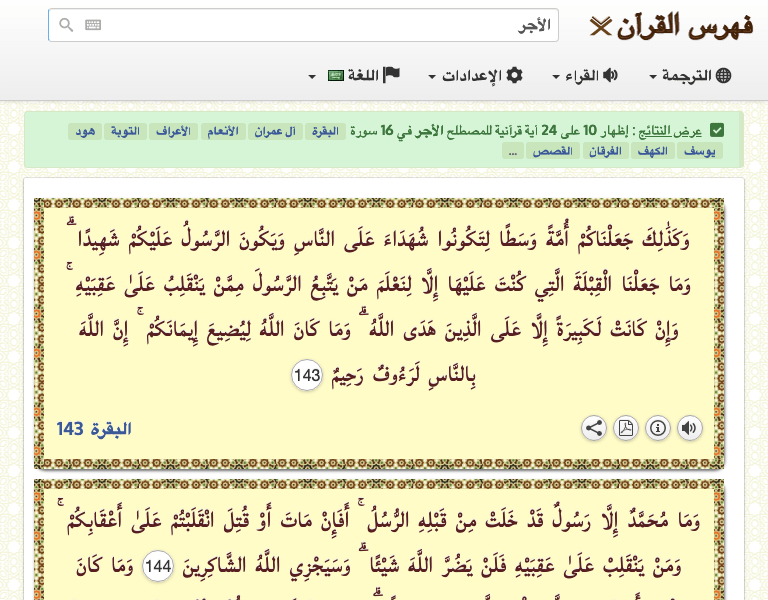 فهرس القرآن
الأجر
الترجمة القراء الإعدادات اللغة
عرض النتائج : إظهار 10 على 24 آية قرآنية للمصطلح الأجر في 16 سورة البقرة آل عمران الأنعام الأعراف التوبة هود
يوسف الكهف الفرقان القصص ...
وَكَذَٰلِكَ جَعَلْنَاكُمْ أُمَّةً وَسَطًا لِتَكُونُوا شُهَدَاءَ عَلَى النَّاسِ وَيَكُونَ الرَّسُولُ عَلَيْكُمْ شَهِيدًا ۗ
وَمَا جَعَلْنَا الْقِبْلَةَ الَّتِي كُنْتَ عَلَيْهَا إِلَّا لِنَعْلَمَ مَنْ يَتَّبِعُ الرَّسُولَ مِمَّنْ يَنْقَلِبُ عَلَىٰ عَقِبَيْهِ ۚ
وَإِنْ كَانَتْ لَكَبِيرَةً إِلَّا عَلَى الَّذِينَ هَدَى اللَّهُ ۗ وَمَا كَانَ اللَّهُ لِيُضِيعَ إِيمَانَكُمْ ۚ إِنَّ اللَّهَ
بِالنَّاسِ لَرَءُوفٌ رَحِيمٌ 143
البقرة 143
وَمَا مُحَمَّدٌ إِلَّا رَسُولٌ قَدْ خَلَتْ مِنْ قَبْلِهِ الرُّسُلُ ۚ أَفَإِنْ مَاتَ أَوْ قُتِلَ انْقَلَبْتُمْ عَلَىٰ أَعْقَابِكُمْ ۚ
وَمَنْ يَنْقَلِبْ عَلَىٰ عَقِبَيْهِ فَلَنْ يَضُرَّ اللَّهَ شَيْئًا ۗ وَسَيَجْزِي اللَّهُ الشَّاكِرِينَ 144 وَمَا كَانَ